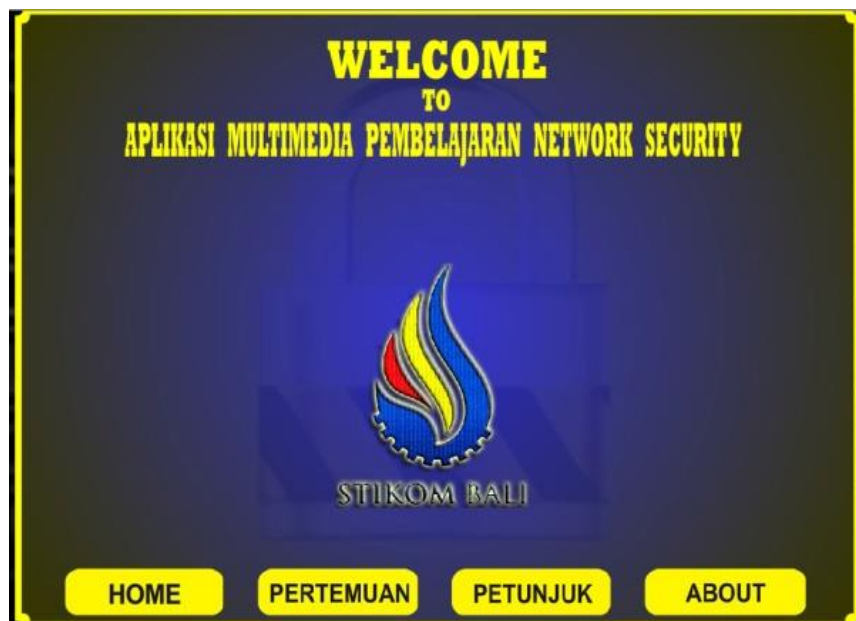 WELCOME
TO
APLIKASI MULTIMEDIA PEMBELAJARAN NETWORK SECURITY
STIKOM BALI
HOME PERTEMUAN PETUNJUK ABOUT